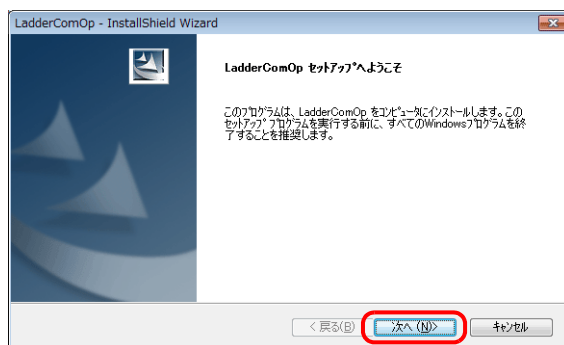 LadderComOp - InstallShield Wizard
LadderComOp ｾｯﾄｱｯﾌﾟへようこそ
このﾌﾟﾛｸﾞﾗﾑは、LadderComOp をｺﾝﾋﾟｭｰﾀにｲﾝｽﾄｰﾙします。この
ｾｯﾄｱｯﾌﾟ ﾌﾟﾛｸﾞﾗﾑを実行する前に、すべてのWindowsﾌﾟﾛｸﾞﾗﾑを終
了することを推奨します。
< 戻る(B)
次へ (N)>
ｷｬﾝｾﾙ